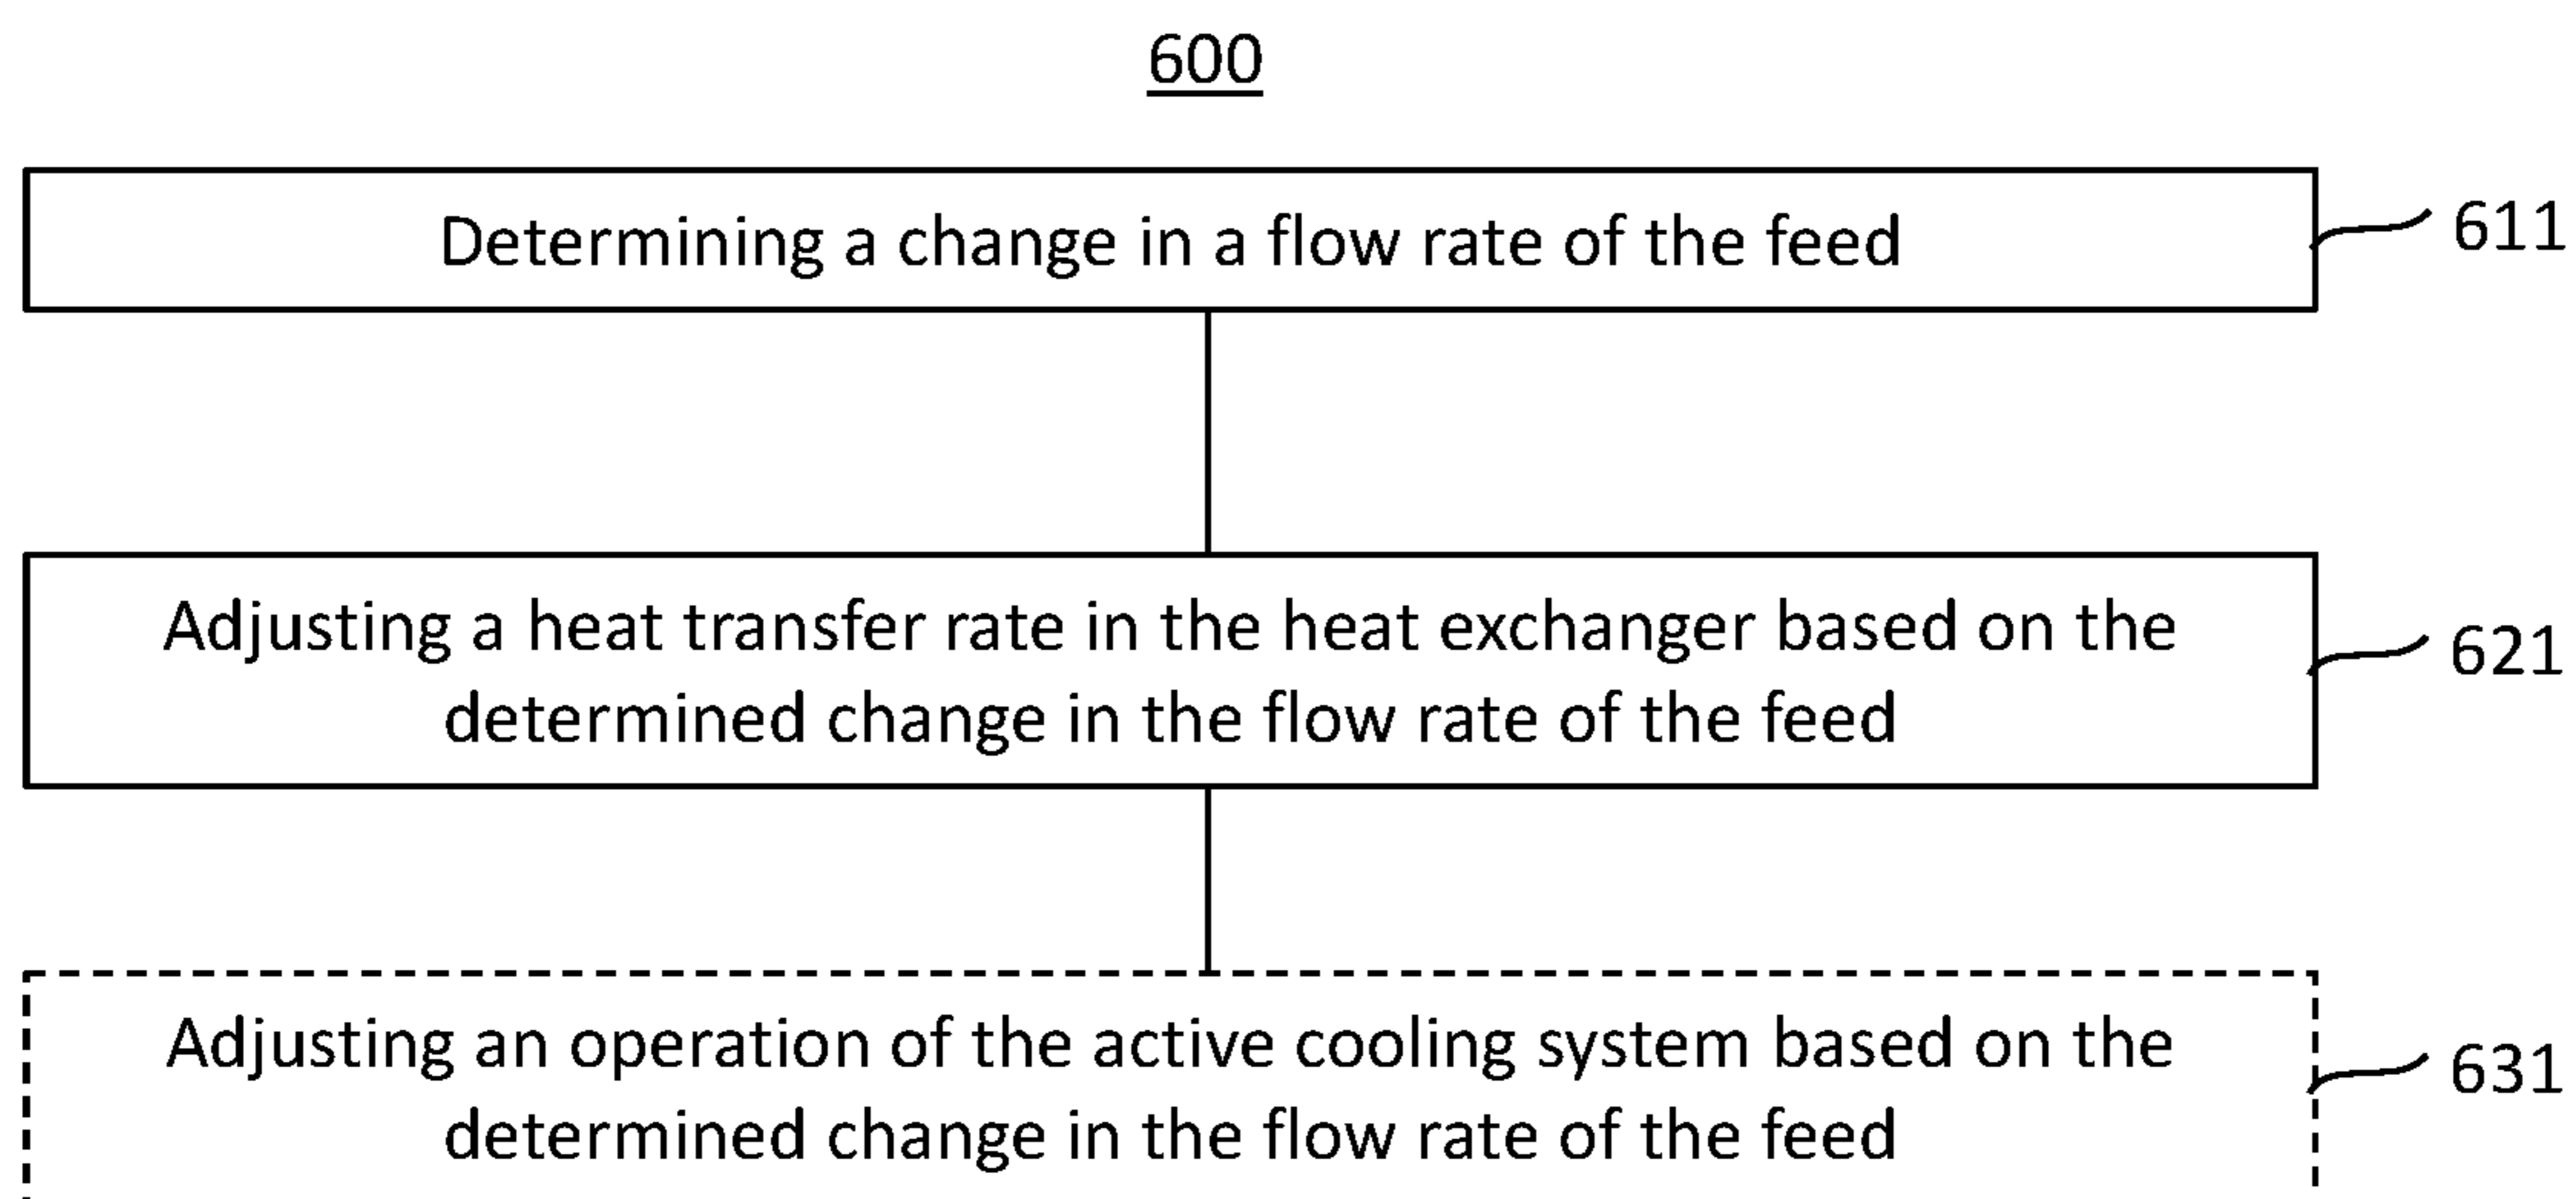 600
Determining a change in a flow rate of the feed
611
Adjusting a heat transfer rate in the heat exchanger based on the
determined change in the flow rate of the feed
621
Adjusting an operation of the active cooling system based on the
determined change in the flow rate of the feed
631